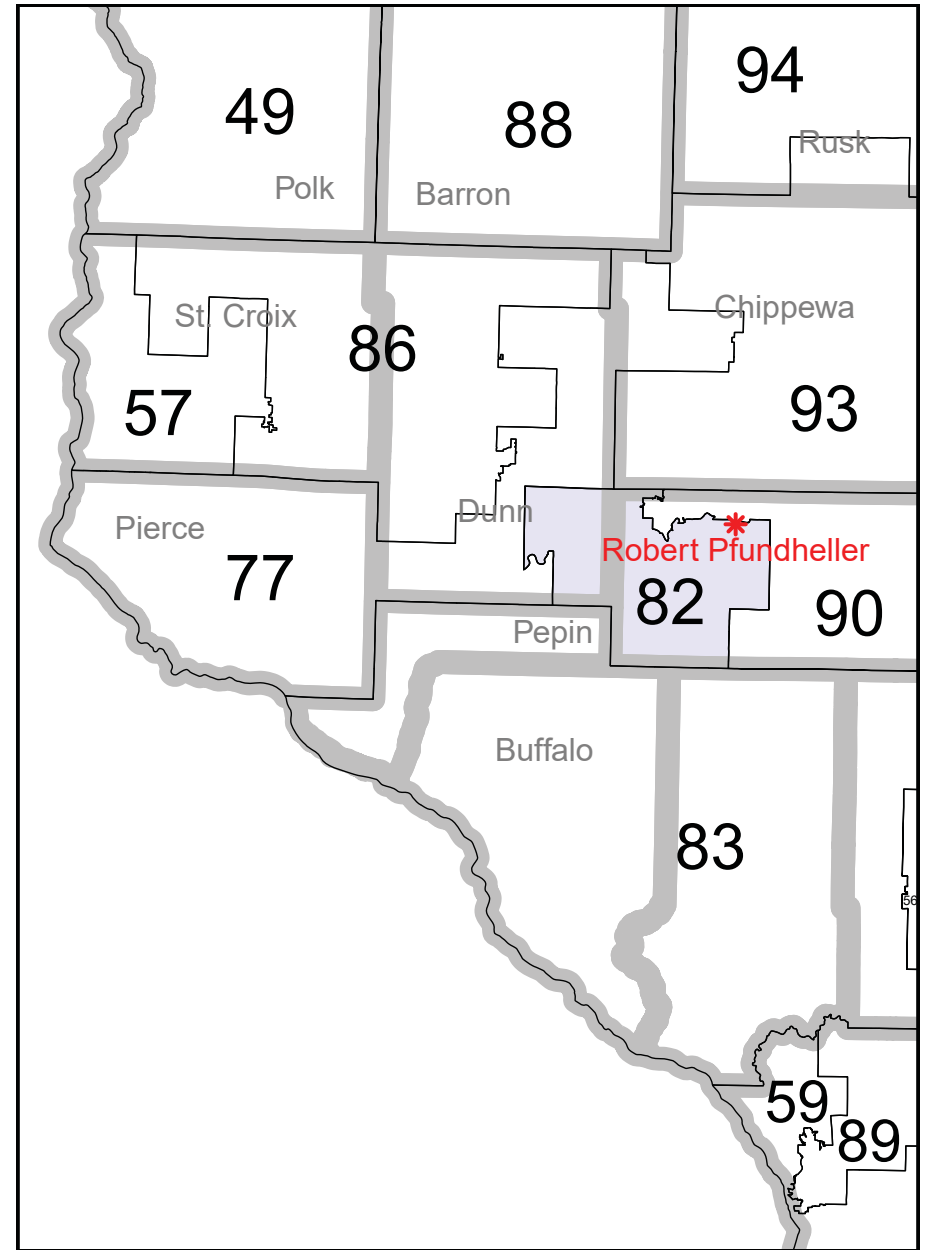 94
49
88
Rusk
Polk
Barron
Chippewa
St. Croix
86
57
93
Dunn
Pierce
Robert Pfundheller
77
82
90
Pepin
Buffalo
83
56
59
89